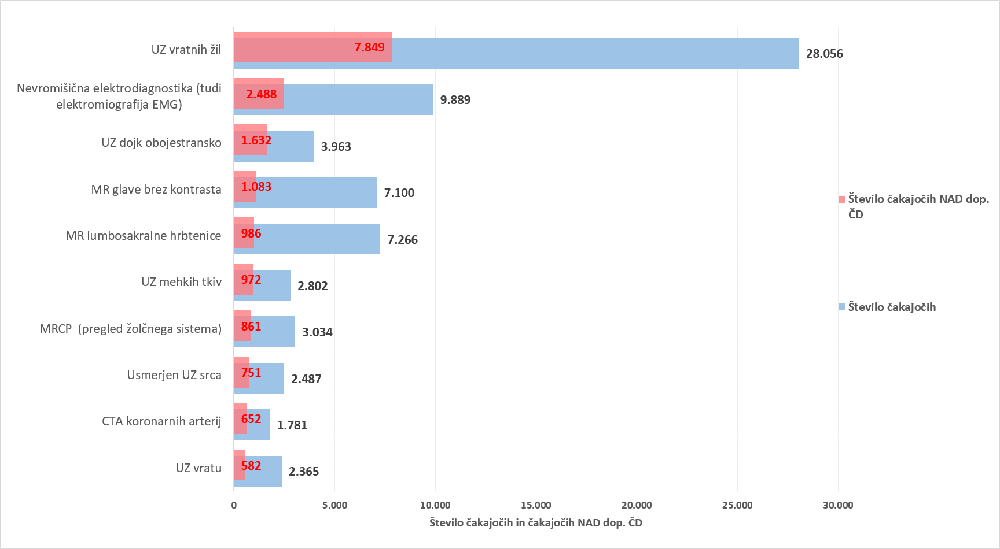 UZ vratnih žil
7.849
28.056
Nevromišična elektrodiagnostika (tudi
elektromiografija EMG)
2.488
9.889
UZ dojk obojestransko
1.632
3.963
MR glave brez kontrasta
1.083
7.100
MR lumbosakralne hrbtenice
986
7.266
UZ mehkih tkiv
972
2.802
MRCP  (pregled žolčnega sistema)
861
3.034
Usmerjen UZ srca
751
2.487
CTA koronarnih arterij
652
1.781
UZ vratu
582
2.365
0
5.000
10.000
15.000
20.000
25.000
30.000
Število čakajočih in čakajočih NAD dop. ČD
Število čakajočih NAD dop.
ČD
Število čakajočih